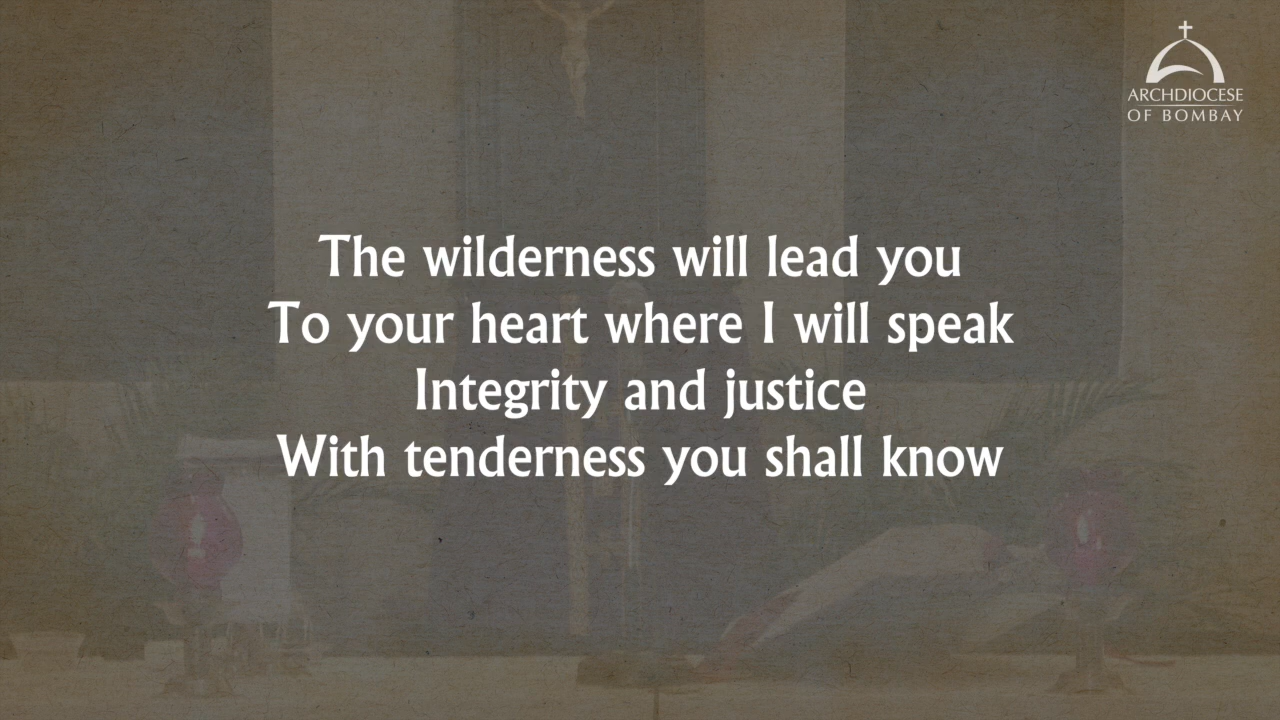 ARCHDIOCESE
OF BOMBAY
The wilderness will lead you
To your heart where I will speak
Integrity and justice
With tenderness you shall know